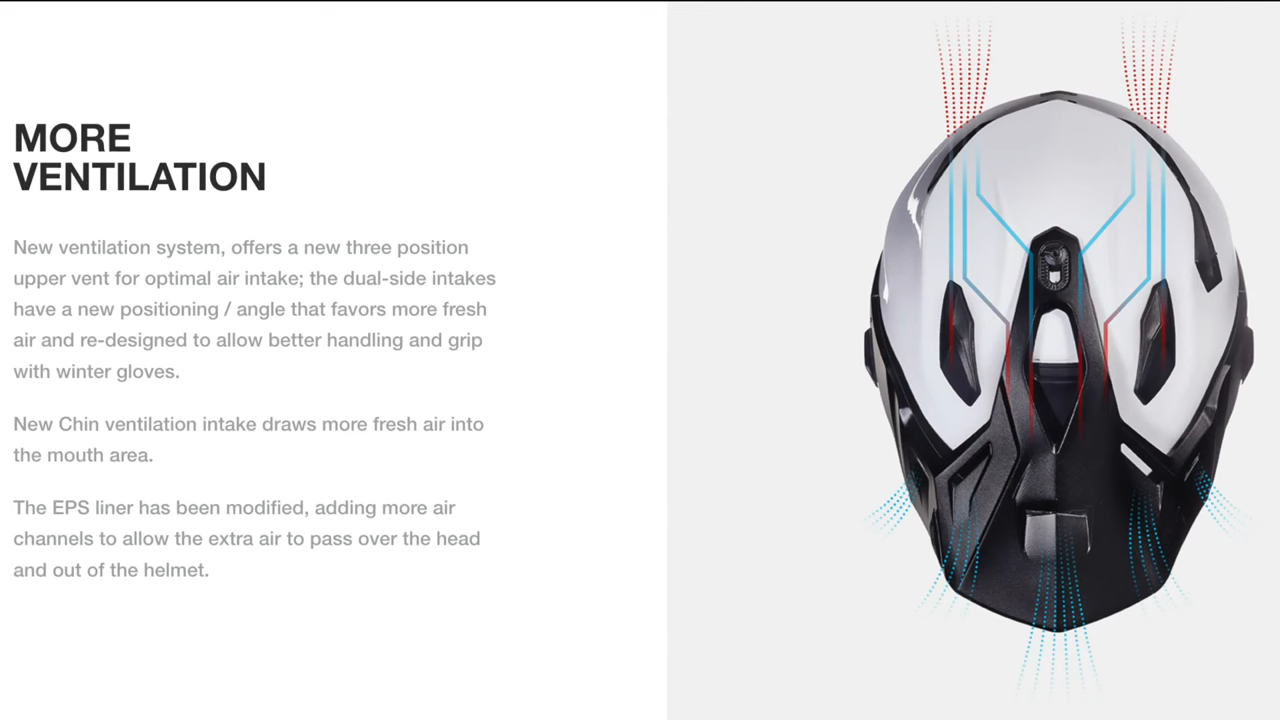 MORE
VENTILATION
New ventilation system, offers a new three position
upper vent for optimal air intake; the dual-side intakes
have a new positioning / angle that favors more fresh
air and re-designed to allow better handling and grip
with winter gloves.
New Chin ventilation intake draws more fresh air into
the mouth area.
The EPS liner has been modified, adding more air
channels to allow the extra air to pass over the head
and out of the helmet.